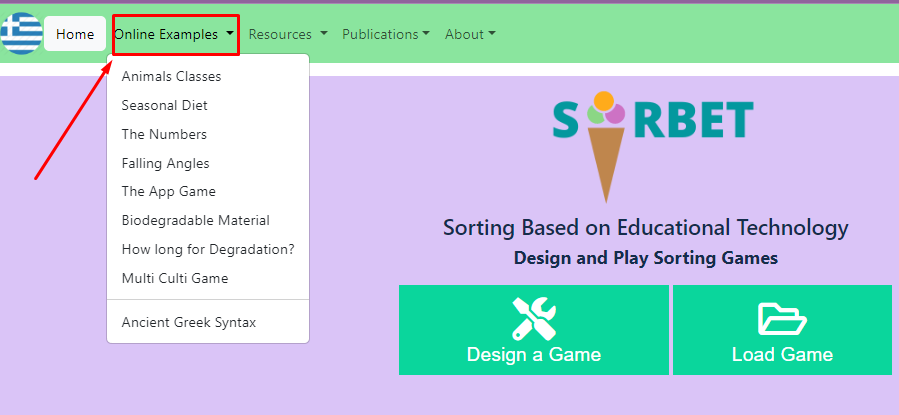 Home
Online Examples
Resources
Publications
About
Animals Classes
Seasonal Diet
The Numbers
Falling Angles
The App Game
Biodegradable Material
How long for Degradation?
Multi Culti Game
Ancient Greek Syntax
SORBET
Sorting Based on Educational Technology
Design and Play Sorting Games
Design a Game
Load Game